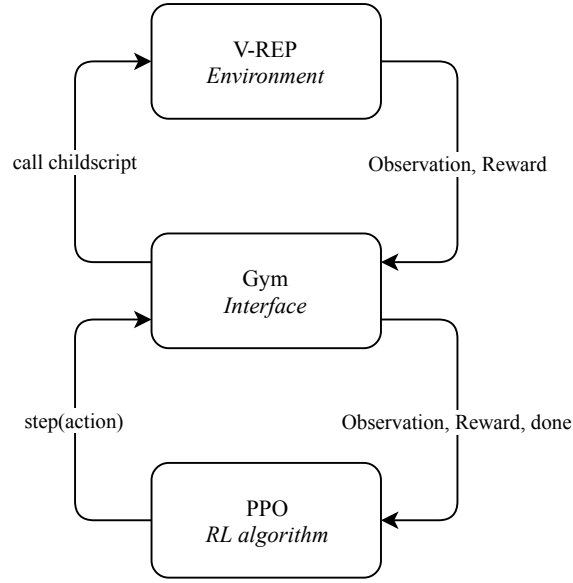 V-REP
Environment
call childscript
Observation, Reward
Gym
Interface
step(action)
Observation, Reward, done
PPO
RL algorithm